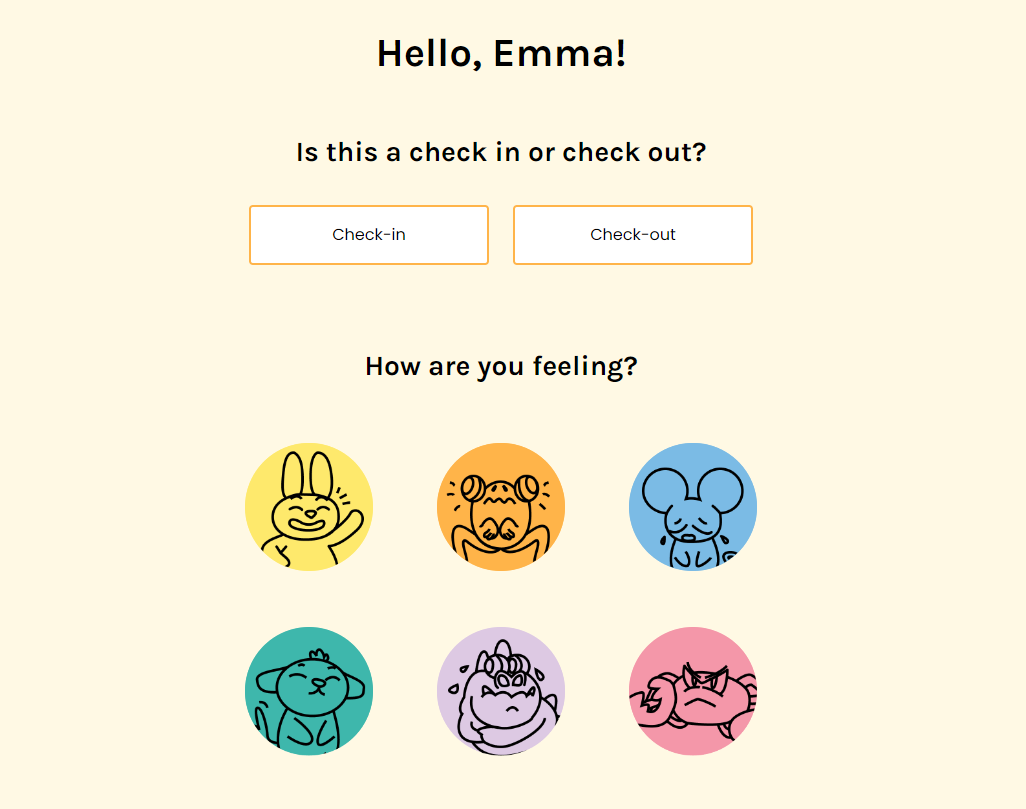 Hello, Emma!
Is this a check in or check out?
Check-in Check-out
How are you feeling?